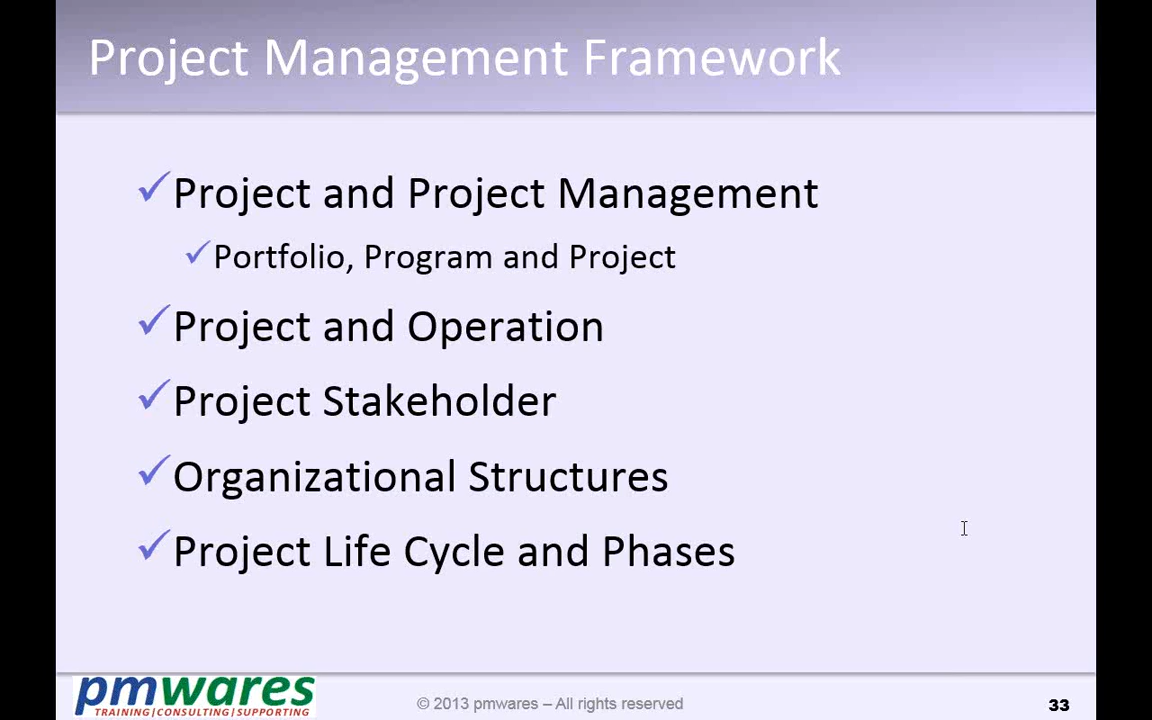 Project Management Framework
Project and Project Management
Portfolio, Program and Project
Project and Operation
Project Stakeholder
Organizational Structures
Project Life Cycle and Phases
pmwares
TRAINING|CONSULTING|SUPPORTING
© 2013 pmwares – All rights reserved
33